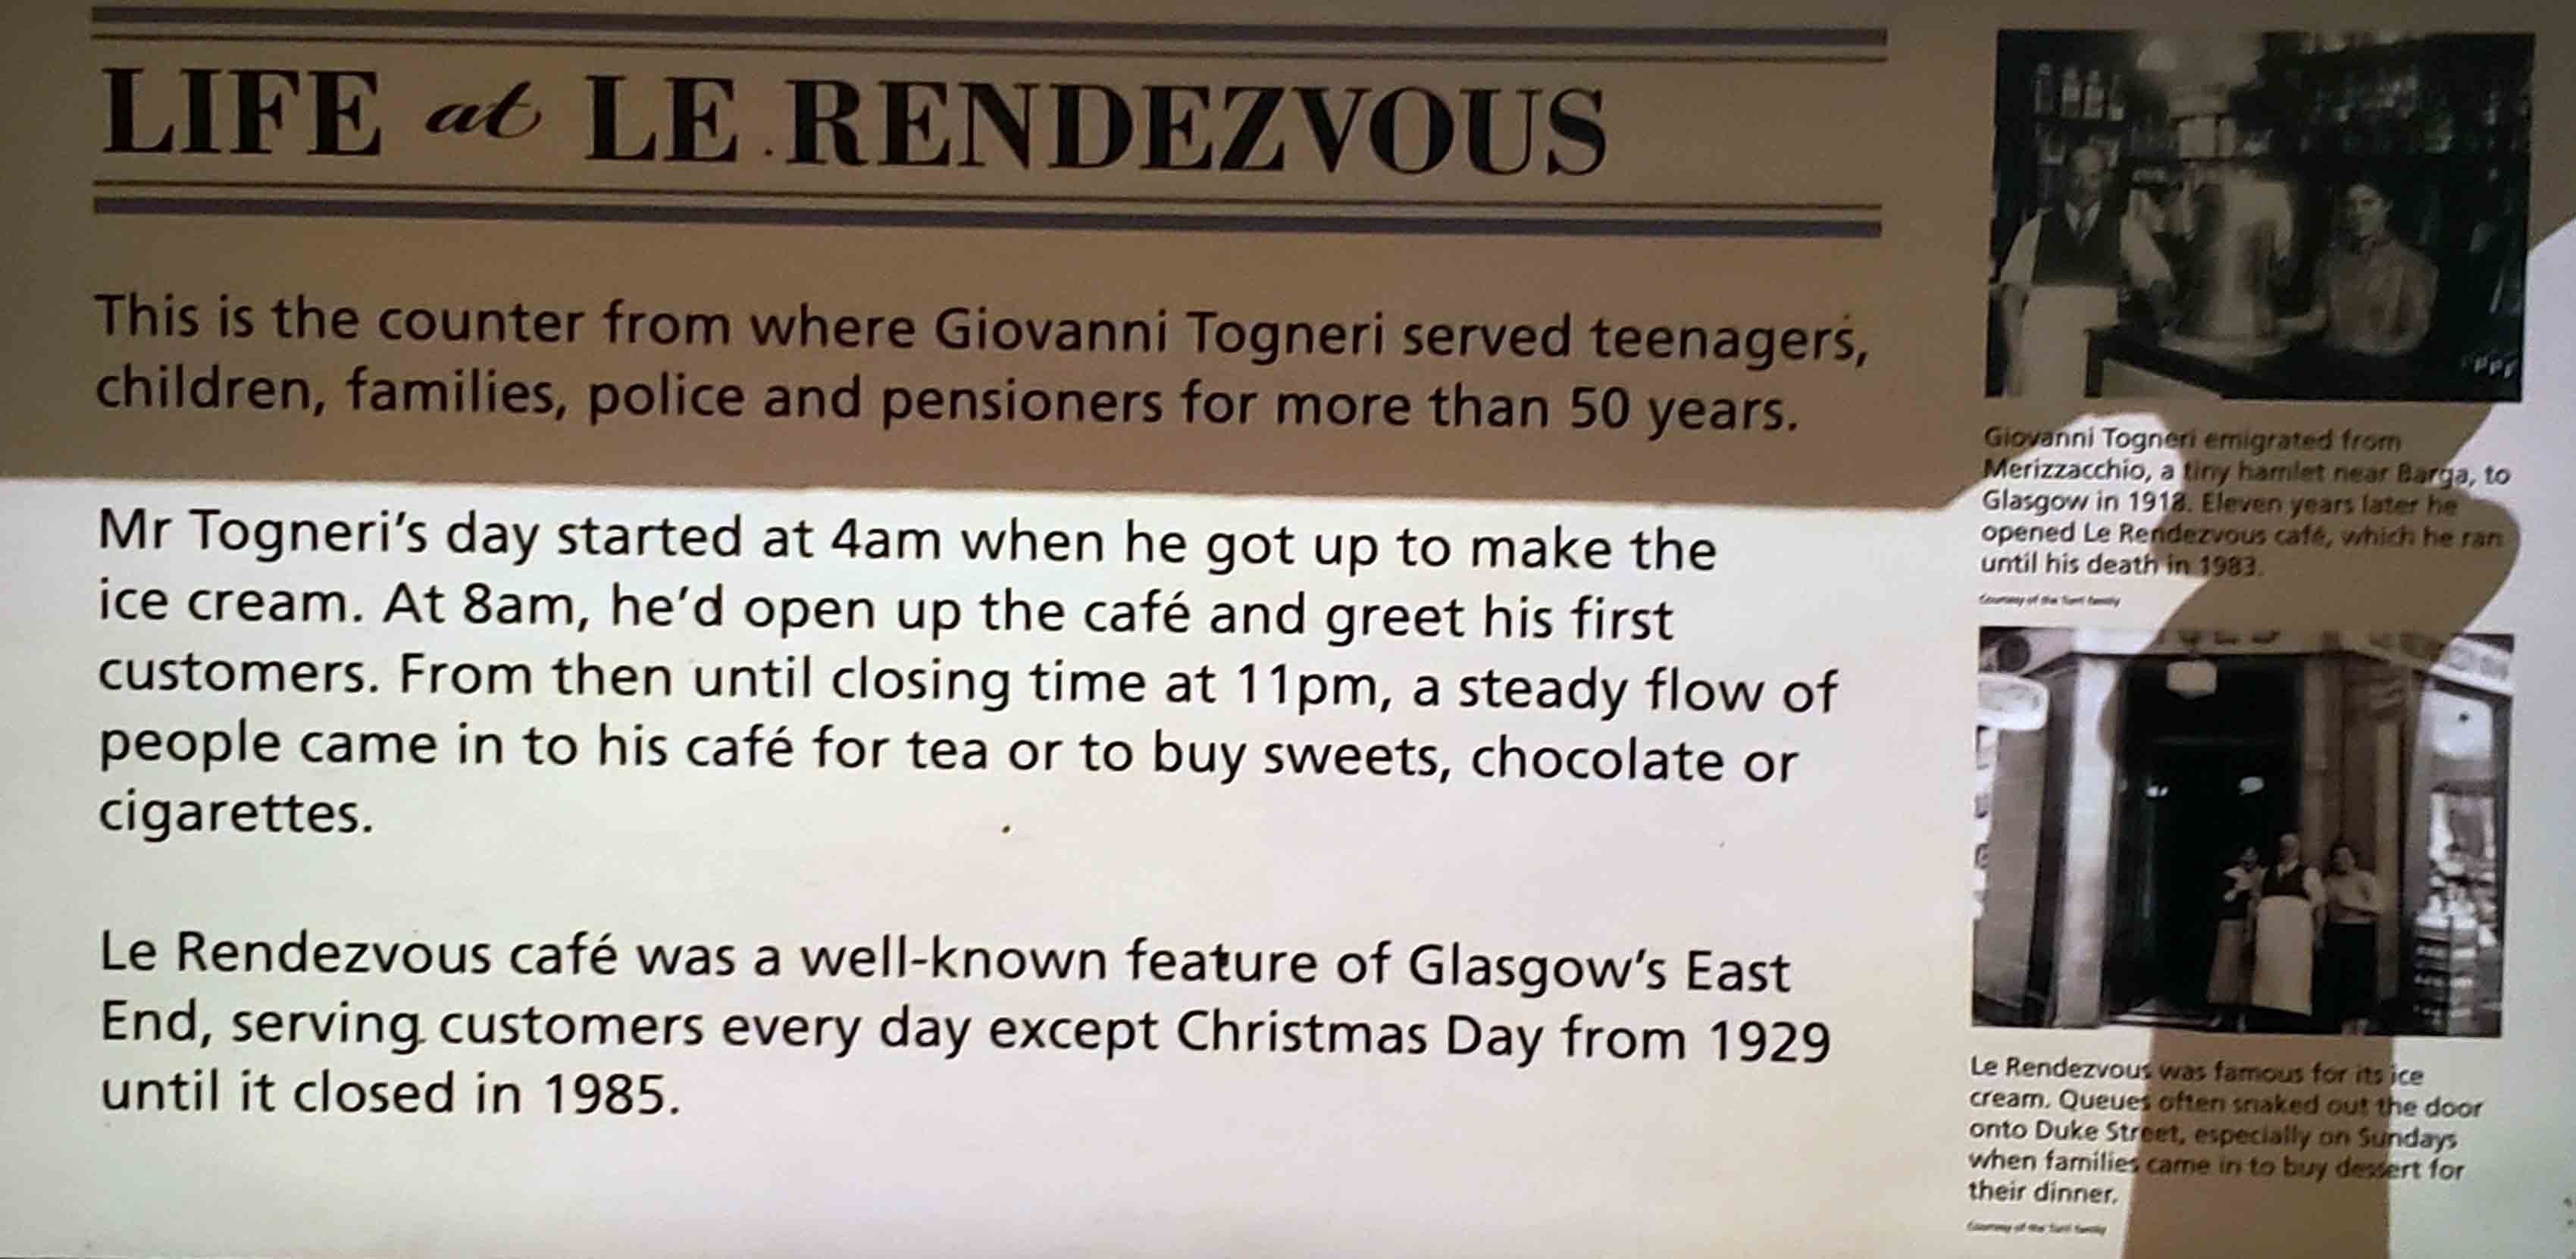 LIFE at LE RENDEZVOUS
This is the counter from where Giovanni Togneri served teenagers,
children, families, police and pensioners for more than 50 years.
Mr Togneri's day started at 4am when he got up to make the
ice cream. At 8am, he'd open up the café and greet his first
customers. From then until closing time at 11pm, a steady flow of
people came in to his café for tea or to buy sweets, chocolate or
cigarettes.
Le Rendezvous café was a well-known feature of Glasgow's East
End, serving customers every day except Christmas Day from 1929
until it closed in 1985.
Giovanni Togneri emigrated from
Merizzacchio, a tiny hamlet near Barga, to
Glasgow in 1918. Eleven years later he
opened Le Rendezvous café, which he ran
until his death in 1983.
Courtesy of the family
Le Rendezvous was famous for its ice
cream. Queues often snaked out the door
onto Duke Street, especially on Sundays
when families came in to buy dessert for
their dinner.
Courtesy of the family